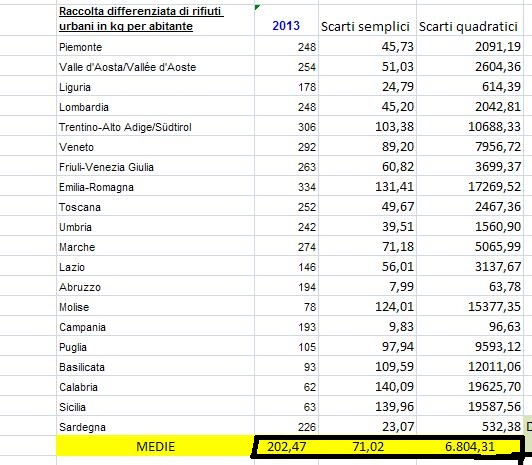 Raccolta differenziata di rifiuti
urbani in kg per abitante 2013 Scarti semplici Scarti quadratici
Piemonte 248 45,73 2091,19
Valle d'Aosta/Vallée d'Aoste 254 51,03 2604,36
Liguria 178 24,79 614,39
Lombardia 248 45,20 2042,81
Trentino-Alto Adige/Südtirol 306 103,38 10688,33
Veneto 292 89,20 7956,72
Friuli-Venezia Giulia 263 60,82 3699,37
Emilia-Romagna 334 131,41 17269,52
Toscana 252 49,67 2467,36
Umbria 242 39,51 1560,90
Marche 274 71,18 5065,99
Lazio 146 56,01 3137,67
Abruzzo 194 7,99 63,78
Molise 78 124,01 15377,35
Campania 193 9,83 96,63
Puglia 105 97,94 9593,12
Basilicata 93 109,59 12011,06
Calabria 62 140,09 19625,70
Sicilia 63 139,96 19587,56
Sardegna 226 23,07 532,38
MEDIE 202,47 71,02 6.804,31